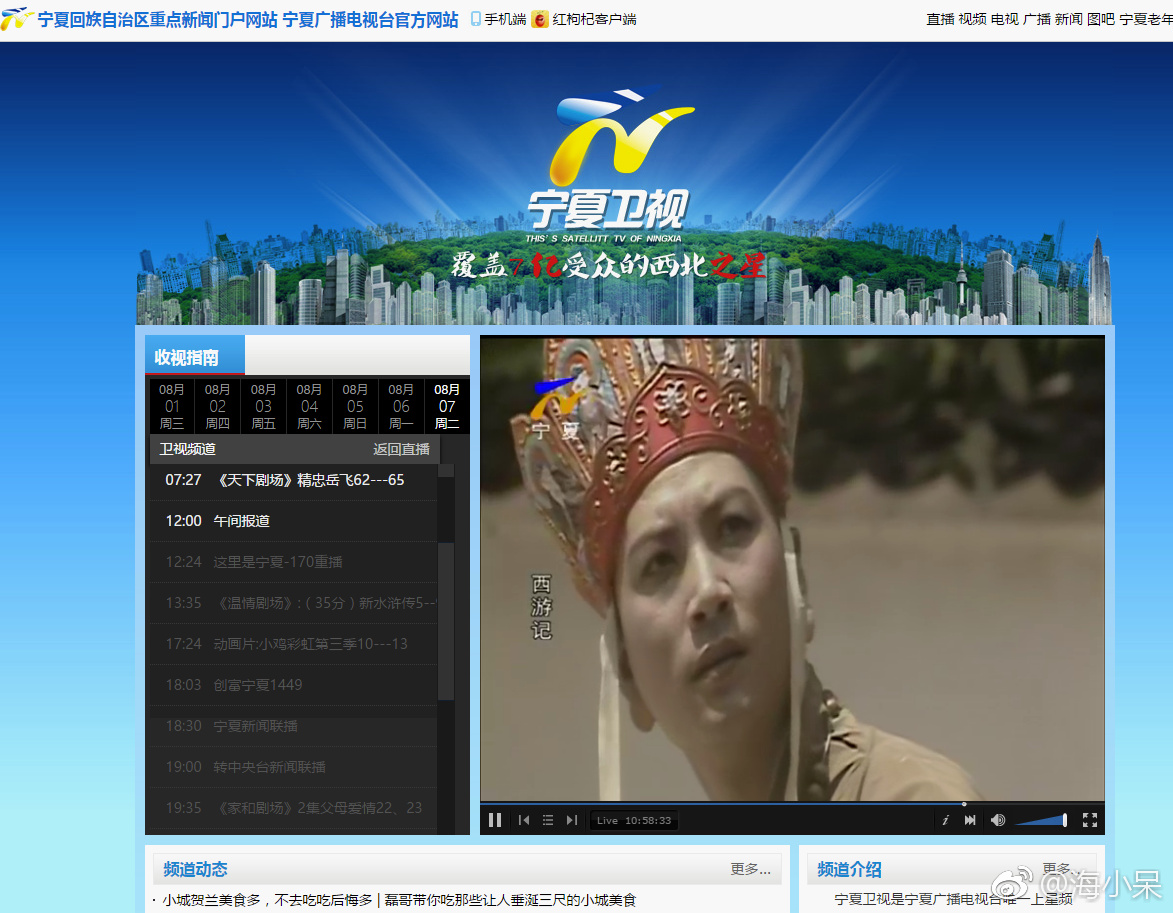 宁夏回族自治区重点新闻门户网站 宁夏广播电视台官方网站 手机端 红枸杞客户端
直播 视频 电视 广播 新闻 图吧 宁夏老年
宁夏卫视
THIS'S SATELLITT TV OF NINGXIA
覆盖7亿受众的西北之星
收视指南
08月 08月 08月 08月 08月 08月 08月
01 02 03 04 05 06 07
周三 周四 周五 周六 周日 周一 周二
卫视频道 返回直播
07:27 《天下剧场》精忠岳飞62---65
12:00 午间报道
12:24 这里是宁夏-170重播
13:35 《温情剧场》:（35分）新水浒传5--
17:24 动画片:小鸡彩虹第三季10---13
18:03 创富宁夏1449
18:30 宁夏新闻联播
19:00 转中央台新闻联播
19:35 《家和剧场》2集父母爱情22、23
宁夏
西游记
Live 10:58:33
频道动态 更多...
· 小城贺兰美食多，不去吃吃后悔多 | 磊哥带你吃那些让人垂涎三尺的小城美食
频道介绍 更多...
宁夏卫视是宁夏广播电视台唯一上星频
@海小呆